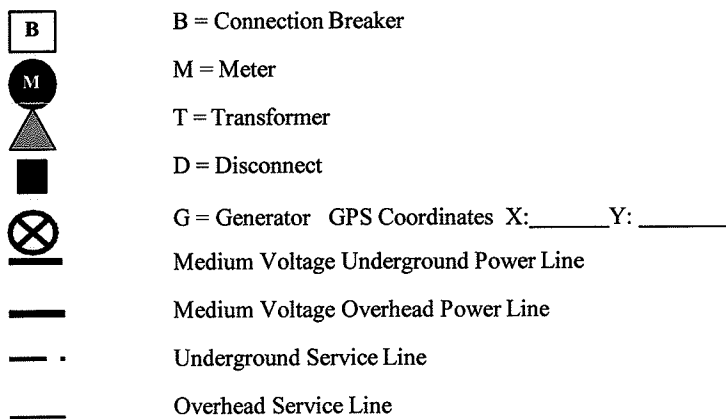 B B = Connection Breaker
M M = Meter
T = Transformer
D = Disconnect
G = Generator GPS Coordinates X:_______Y: ________
Medium Voltage Underground Power Line
Medium Voltage Overhead Power Line
Underground Service Line
Overhead Service Line